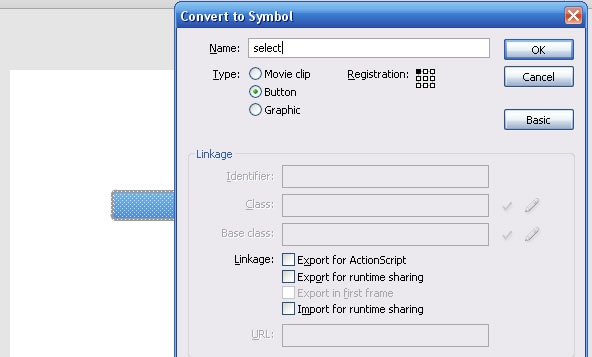 Convert to Symbol
Name: select OK
Type: Movie clip Registration: Cancel
Button
Graphic Basic
Linkage
Identifier:
Class:
Base class:
Linkage: Export for ActionScript
Export for runtime sharing
Export in first frame
Import for runtime sharing
URL: